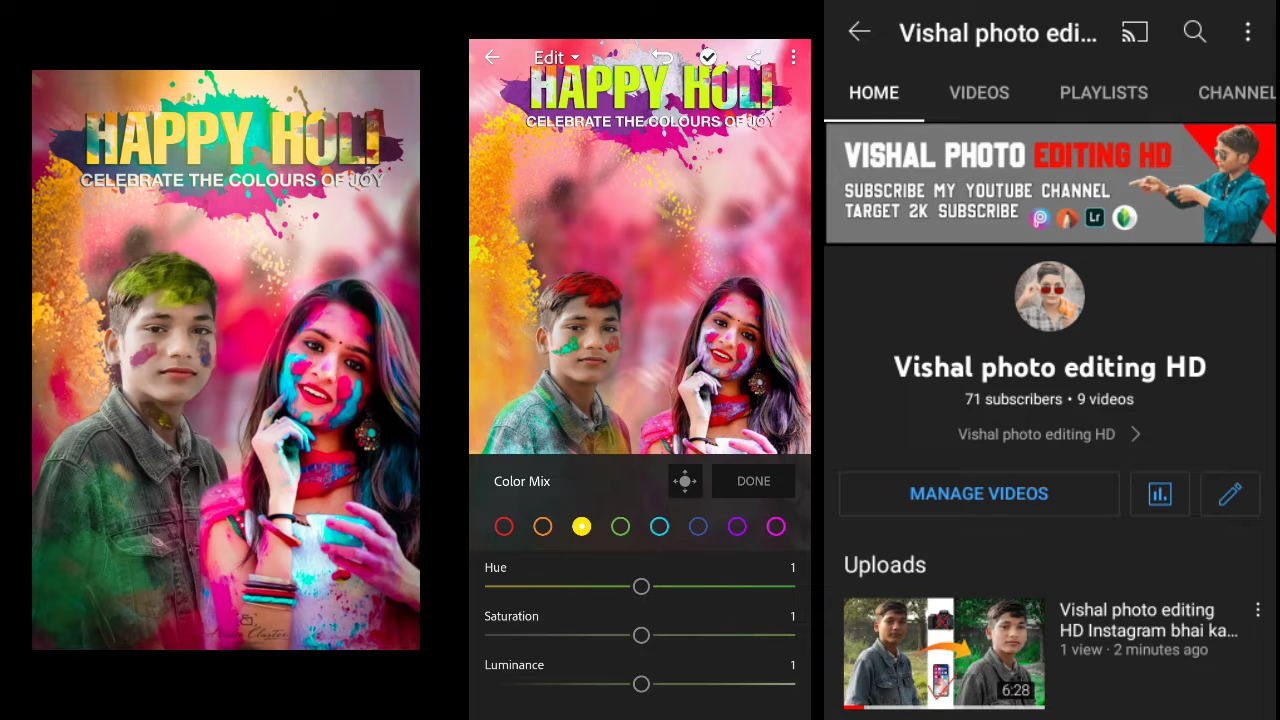 HAPPY HOLI
CELEBRATE THE COLOURS OF JOY
Edit
HAPPY HOLI
CELEBRATE THE COLOURS OF JOY
Color Mix
DONE
Hue 1
Saturation 1
Luminance 1
Vishal photo edi...
HOME VIDEOS PLAYLISTS CHANNEL
VISHAL PHOTO EDITING HD
SUBSCRIBE MY YOUTUBE CHANNEL
TARGET 2K SUBSCRIBE
Lr
Vishal photo editing HD
71 subscribers • 9 videos
Vishal photo editing HD
MANAGE VIDEOS
Uploads
Vishal photo editing
HD Instagram bhai ka...
1 view · 2 minutes ago
6:28